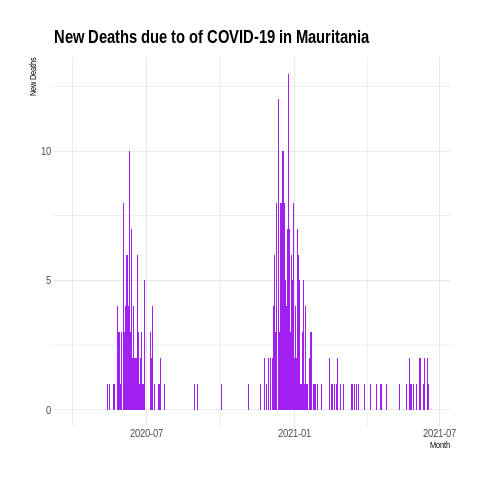 New Deaths due to of COVID-19 in Mauritania
New Deaths
10
5
0
2020-07
2021-01
2021-07
Month